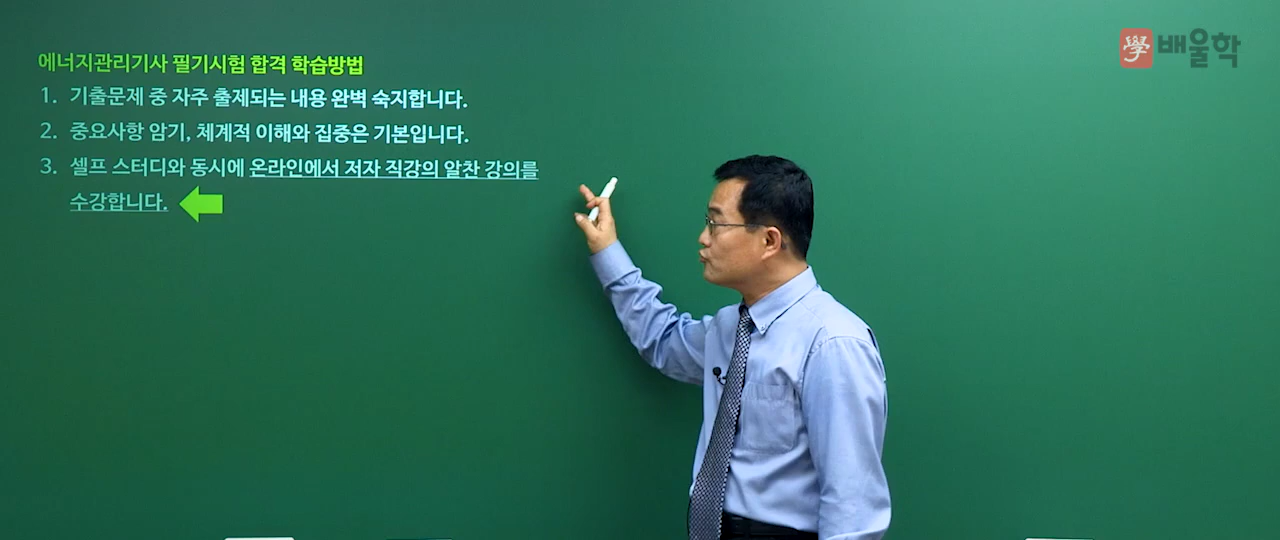 學 배울학
에너지관리기사 필기시험 합격 학습방법
1. 기출문제 중 자주 출제되는 내용 완벽 숙지합니다.
2. 중요사항 암기, 체계적 이해와 집중은 기본입니다.
3. 셀프 스터디와 동시에 온라인에서 저자 직강의 알찬 강의를
수강합니다.